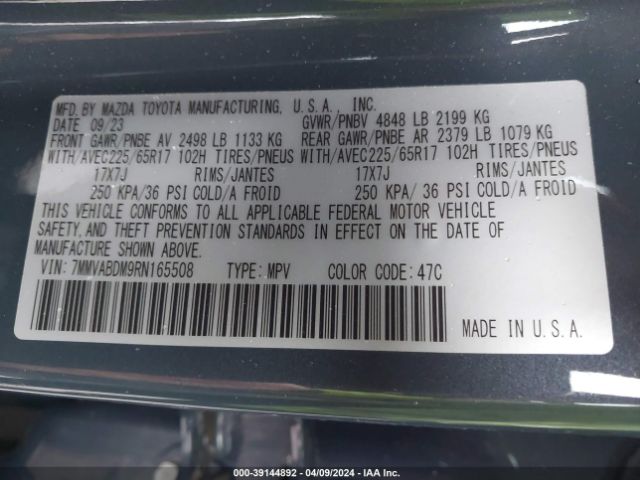 MFD. BY MAZDA TOYOTA MANUFACTURING, U.S.A., INC.
DATE 09/23 GVWR/PNBV 4848 LB 2199 KG
FRONT GAWR/PNBE AV 2498 LB 1133 KG REAR GAWR/PNBE AR 2379 LB 1079 KG
WITH/AVEC225/65R17 102H TIRES/PNEUS WITH/AVEC225/65R17 102H TIRES/PNEUS
17X7J RIMS/JANTES 17X7J RIMS/JANTES
250 KPA/36 PSI COLD/A FROID 250 KPA/ 36 PSI COLD/A FROID
THIS VEHICLE CONFORMS TO ALL APPLICABLE FEDERAL MOTOR VEHICLE
SAFETY, AND THEFT PREVENTION STANDARDS IN EFFECT ON THE DATE OF
MANUFACTURE SHOWN ABOVE.
VIN: 7MMVABDM9RN165508 TYPE: MPV COLOR CODE: 47C
MADE IN U.S.A.
000-39144892 | 04/09/2024 | IAA Inc.